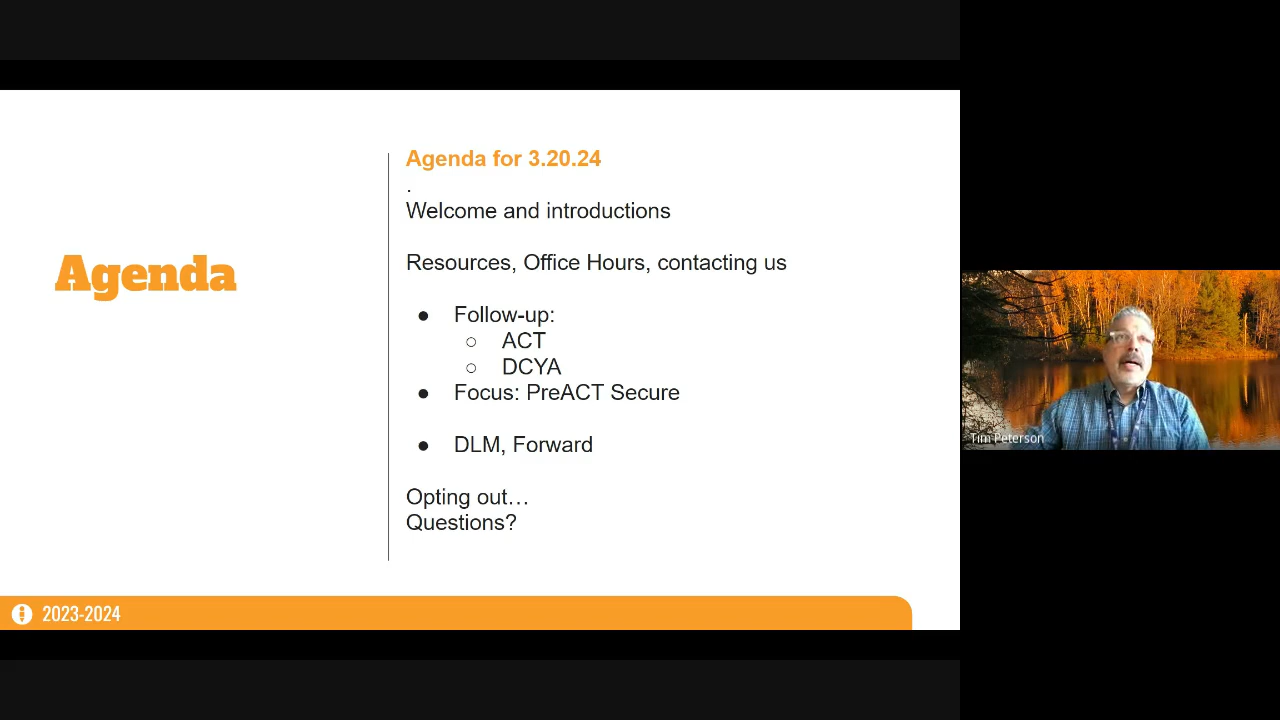 Agenda
Agenda for 3.20.24
.
Welcome and introductions
Resources, Office Hours, contacting us
● Follow-up:
○ ACT
○ DCYA
● Focus: PreACT Secure
● DLM, Forward
Opting out…
Questions?
2023-2024
Tim Peterson